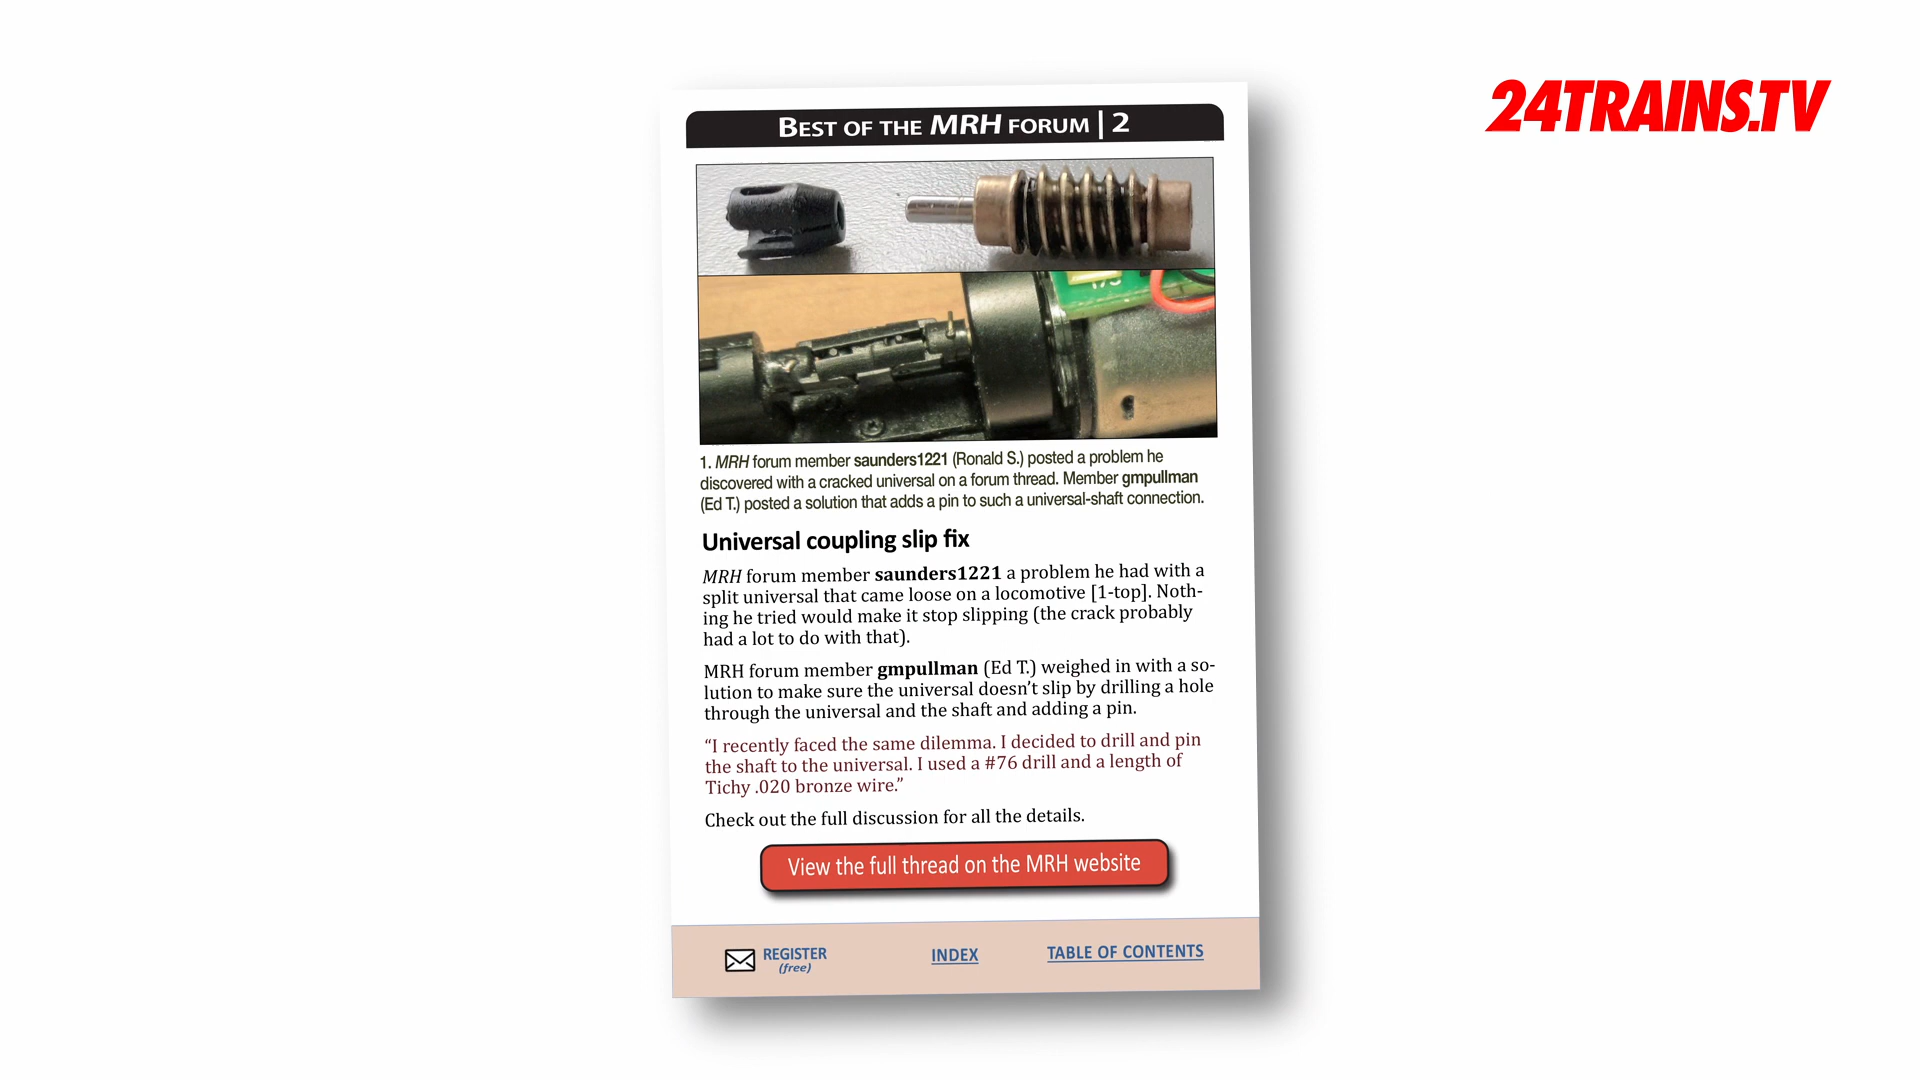 24TRAINS.TV
BEST OF THE MRH FORUM | 2
1. MRH forum member saunders1221 (Ronald S.) posted a problem he
discovered with a cracked universal on a forum thread. Member gmpullman
(Ed T.) posted a solution that adds a pin to such a universal-shaft connection.
Universal coupling slip fix
MRH forum member saunders1221 a problem he had with a
split universal that came loose on a locomotive [1-top]. Noth-
ing he tried would make it stop slipping (the crack probably
had a lot to do with that).
MRH forum member gmpullman (Ed T.) weighed in with a so-
lution to make sure the universal doesn’t slip by drilling a hole
through the universal and the shaft and adding a pin.
“I recently faced the same dilemma. I decided to drill and pin
the shaft to the universal. I used a #76 drill and a length of
Tichy .020 bronze wire.”
Check out the full discussion for all the details.
View the full thread on the MRH website
REGISTER
(free)
INDEX
TABLE OF CONTENTS